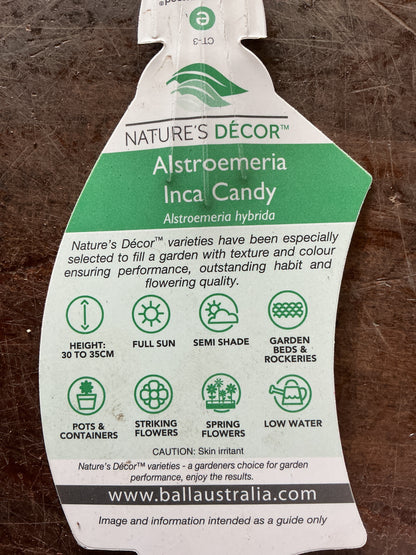 CT-3
NATURE'S DÉCOR™
Alstroemeria
Inca Candy
Alstroemeria hybrida
Nature's Décor™ varieties have been especially
selected to fill a garden with texture and colour
ensuring performance, outstanding habit and
flowering quality.
HEIGHT:
30 TO 35CM
FULL SUN
SEMI SHADE
GARDEN
BEDS &
ROCKERIES
POTS &
CONTAINERS
STRIKING
FLOWERS
SPRING
FLOWERS
LOW WATER
CAUTION: Skin irritant
Nature's Décor™ varieties - a gardeners choice for garden
performance, enjoy the results.
www.ballaustralia.com
Image and information intended as a guide only